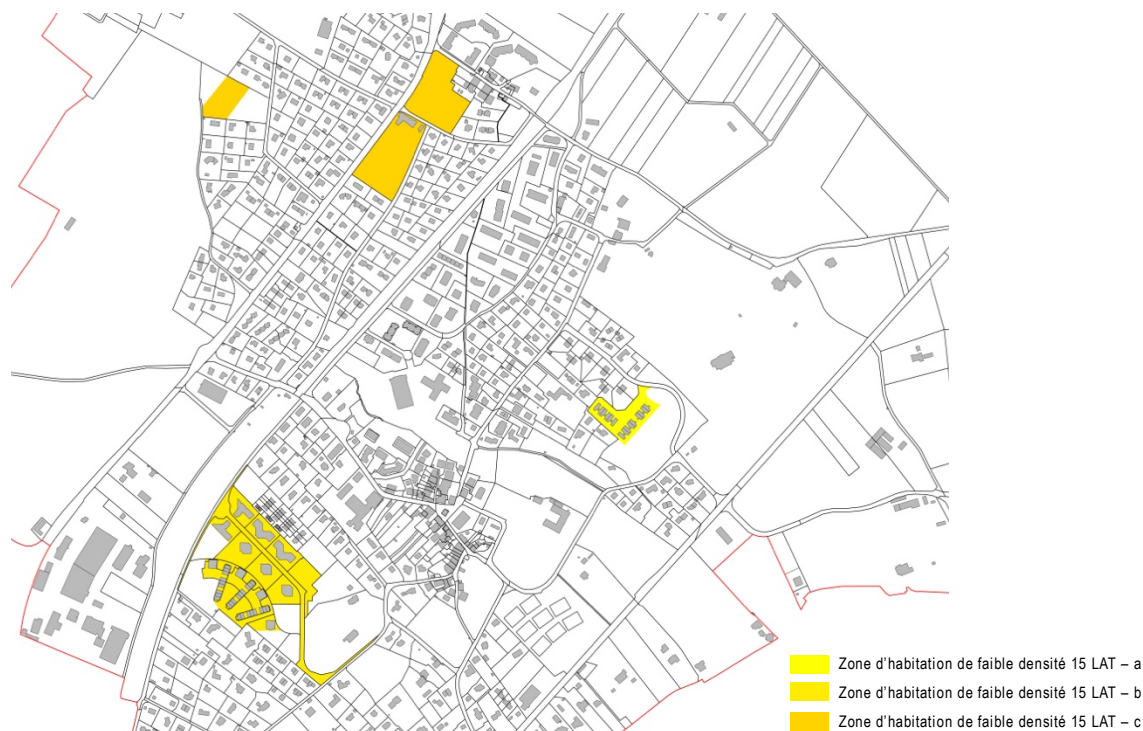 Zone d'habitation de faible densité 15 LAT – a
Zone d'habitation de faible densité 15 LAT – b
Zone d'habitation de faible densité 15 LAT – c